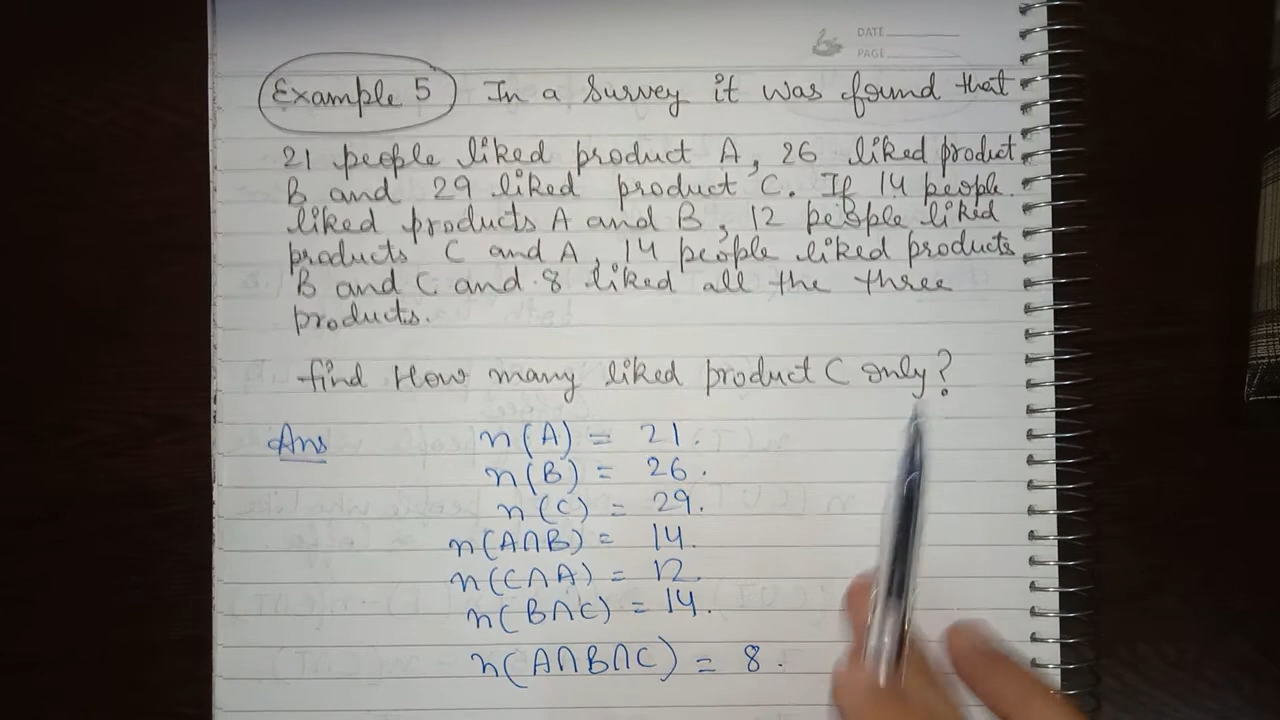 DATE
PAGE
Example 5 In a survey it was found that
21 people liked product A, 26 liked product
B and 29 liked product C. If 14 people
liked products A and B, 12 people liked
products C and A, 14 people liked products
B and C and 8 liked all the three
products.
find How many liked product C only?
Ans n(A) = 21.
n(B) = 26.
n(C) = 29.
n(A∩B) = 14.
n(C∩A) = 12.
n(B∩C) = 14.
n(A∩B∩C) = 8.